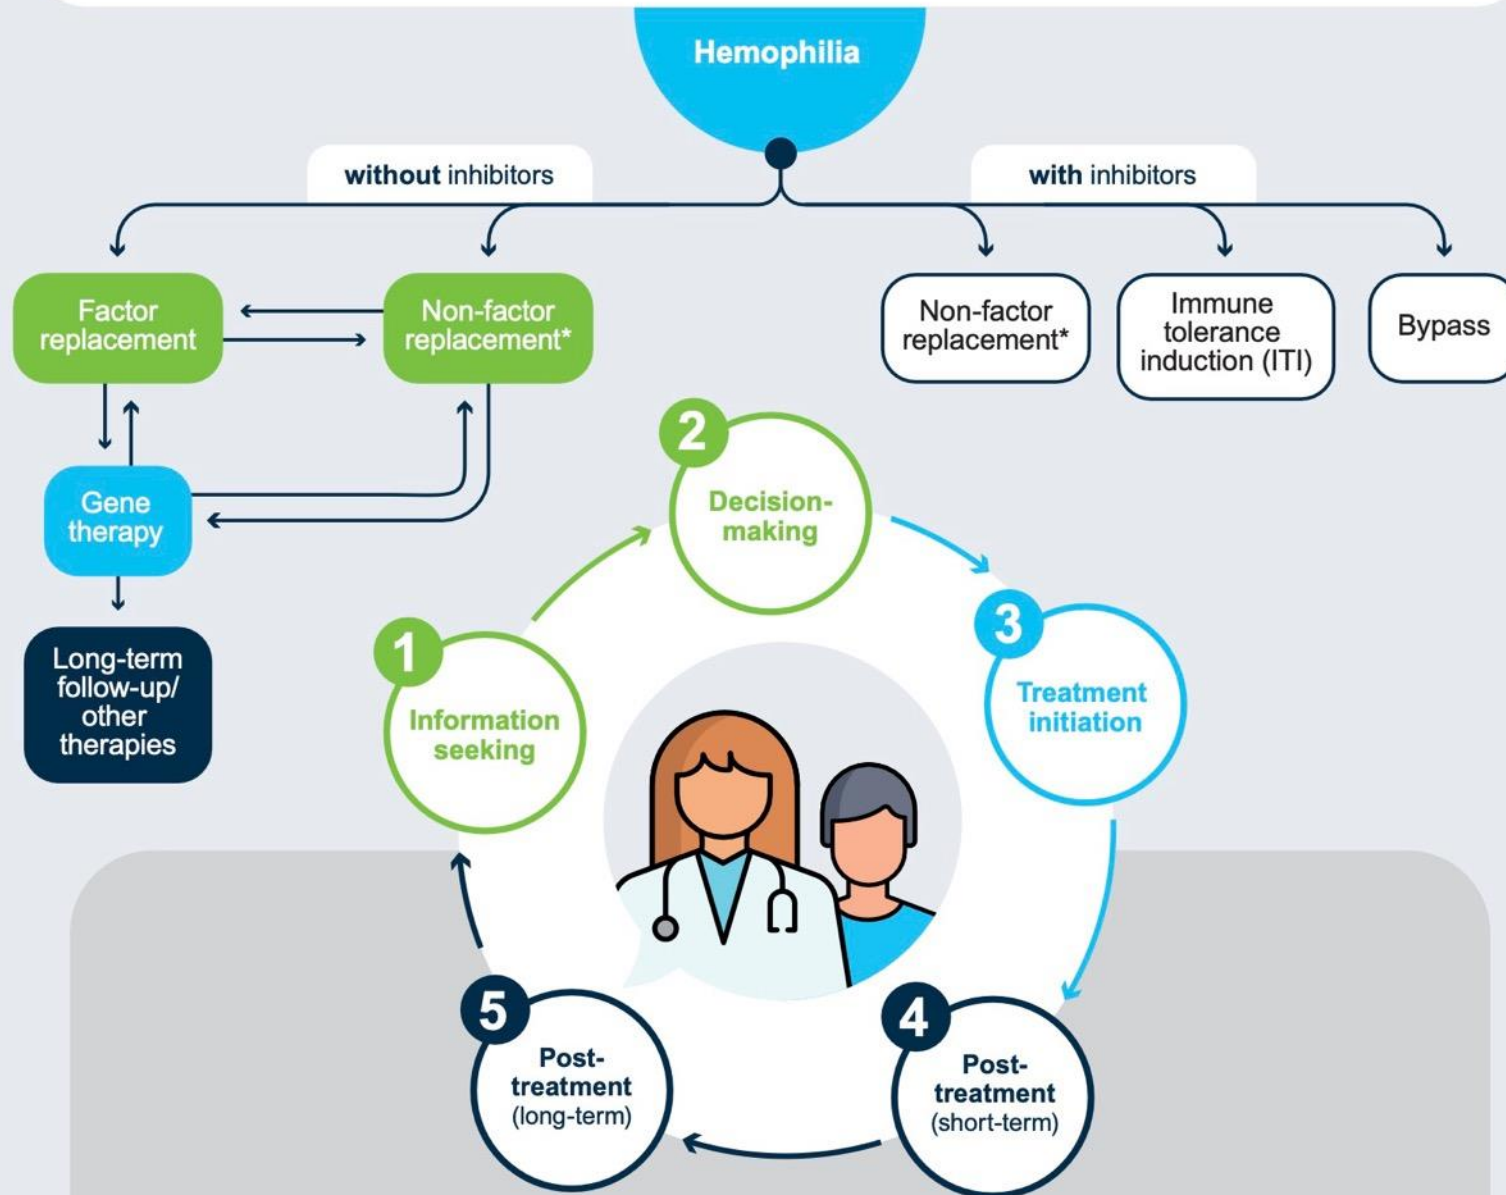 Hemophilia
without inhibitors
with inhibitors
Factor
replacement
Non-factor
replacement*
Non-factor
replacement*
Immune
tolerance
induction (ITI)
Bypass
Gene
therapy
Long-term
follow-up/
other
therapies
1
Information
seeking
2
Decision-
making
3
Treatment
initiation
4
Post-
treatment
(short-term)
5
Post-
treatment
(long-term)